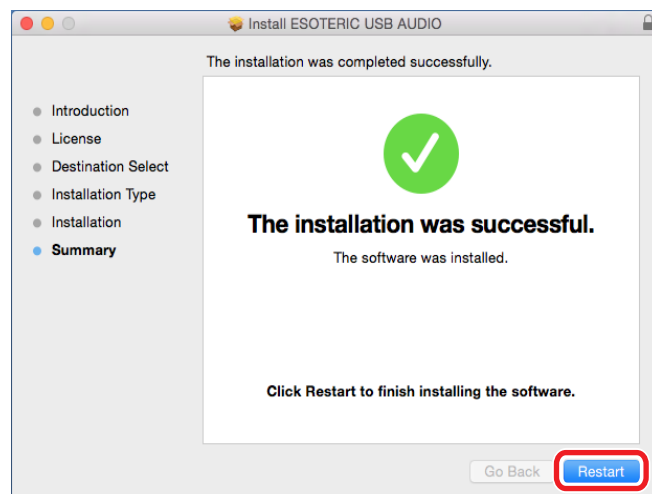 Install ESOTERIC USB AUDIO
The installation was completed successfully.
Introduction
License
Destination Select
Installation Type
Installation
Summary
The installation was successful.
The software was installed.
Click Restart to finish installing the software.
Go Back
Restart